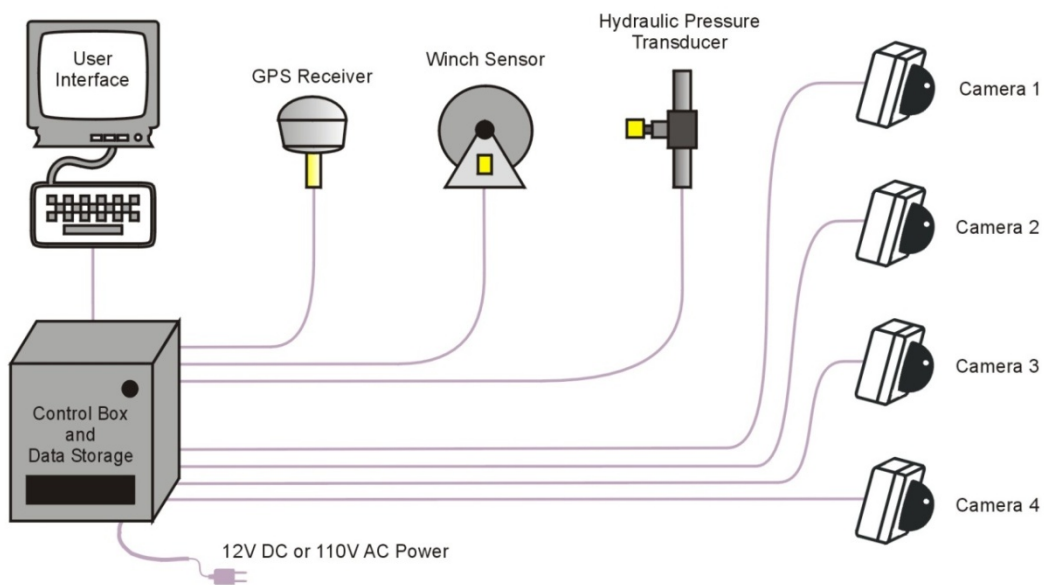 User
Interface
GPS Receiver
Winch Sensor
Hydraulic Pressure
Transducer
Camera 1
Camera 2
Camera 3
Camera 4
Control Box
and
Data Storage
12V DC or 110V AC Power